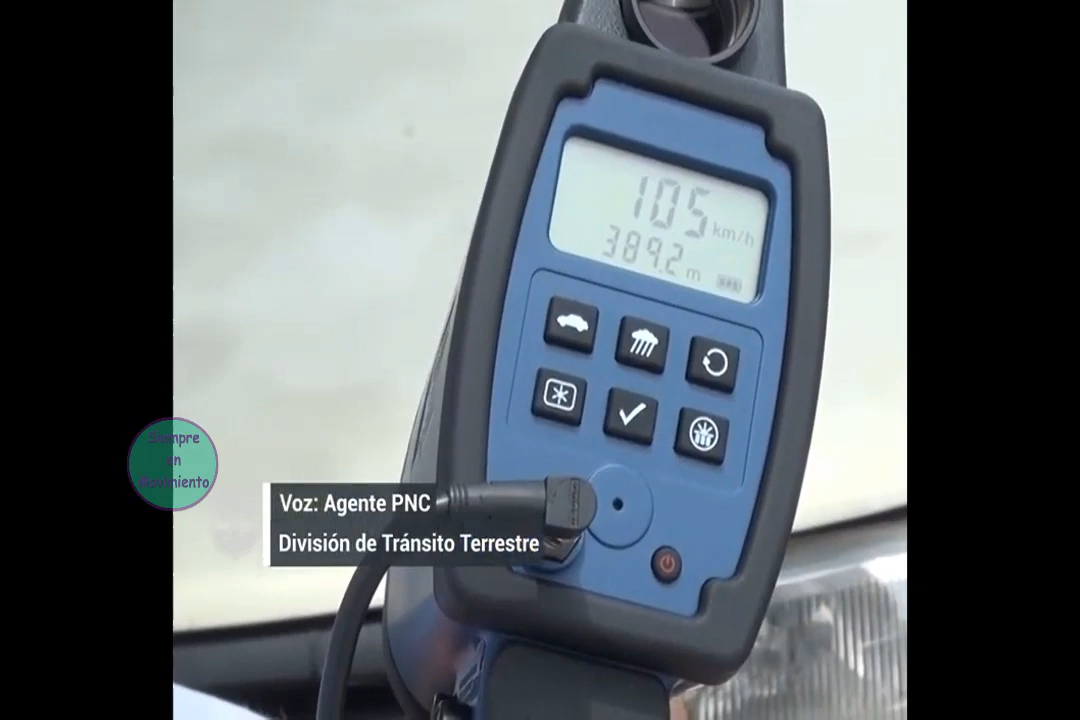 105 km/h
389.2 m
Siempre
en
Movimiento
Voz: Agente PNC
División de Tránsito Terrestre